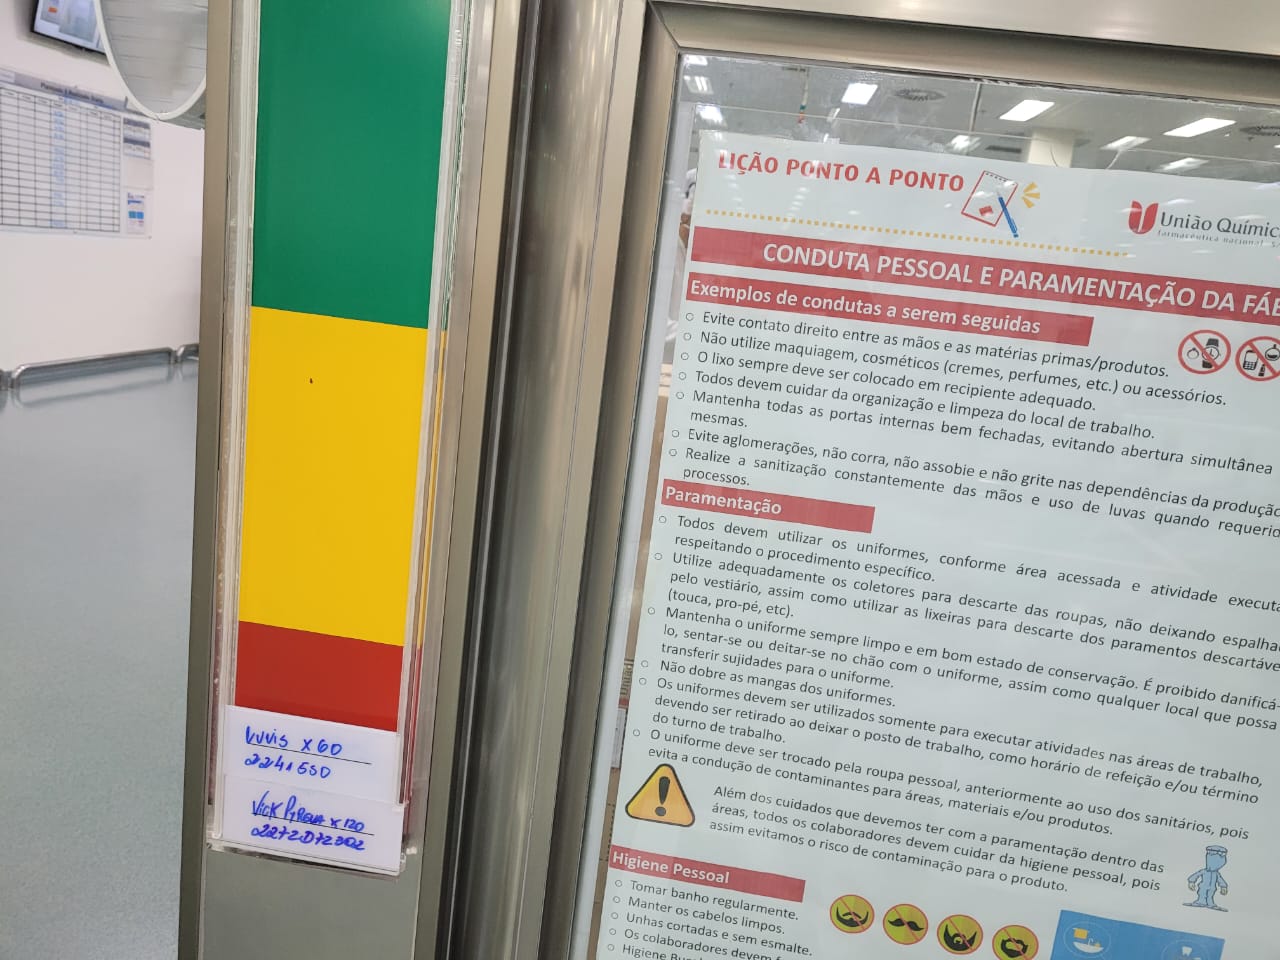 LIÇÃO PONTO A PONTO
União Química
farmacêutica nacional
CONDUTA PESSOAL E PARAMENTAÇÃO DA
Exemplos de condutas a serem seguidas
Evite contato direito entre as mãos e as matérias primas/produtos.
Não utilize maquiagem, cosméticos (cremes, perfumes, etc.) ou acessórios.
O lixo sempre deve ser colocado em recipiente adequado.
Todos devem cuidar da organização e limpeza do local de trabalho.
Mantenha todas as portas internas bem fechadas, evitando abertura simultânea
mesmas.
Evite aglomerações, não corra, não assobie e não grite nas dependências da produção
Realize a sanitização constantemente das mãos e uso de luvas quando
processos.
Paramentação
Todos devem utilizar os uniformes, conforme área acessada e atividade
respeitando o procedimento específico.
Utilize adequadamente os coletores para descarte das roupas, não deixando
pelo vestiário, assim como utilizar as lixeiras para descarte dos paramentos
(touca, pro-pé, etc).
Mantenha o uniforme sempre limpo e em bom estado de conservação. É proibido danificá-
lo, sentar-se ou deitar-se no chão com o uniforme, assim como qualquer local que possa
transferir sujidades para o uniforme.
Não dobre as mangas dos uniformes.
Os uniformes devem ser utilizados somente para executar atividades nas áreas de trabalho,
devendo ser retirado ao deixar o posto de trabalho, como horário de refeição e/ou término
do turno de trabalho.
O uniforme deve ser trocado pela roupa pessoal, anteriormente ao uso dos sanitários, pois
evita a condução de contaminantes para áreas, materiais e/ou produtos.
Além dos cuidados que devemos ter com a paramentação dentro das
áreas, todos os colaboradores devem cuidar da higiene pessoal, pois
assim evitamos o risco de contaminação para o produto.
Higiene Pessoal
Tomar banho regularmente.
Manter os cabelos limpos.
Unhas cortadas e sem esmalte.
Os colaboradores devem
Higiene
x 60
2241550
Vick Pyrena x 120